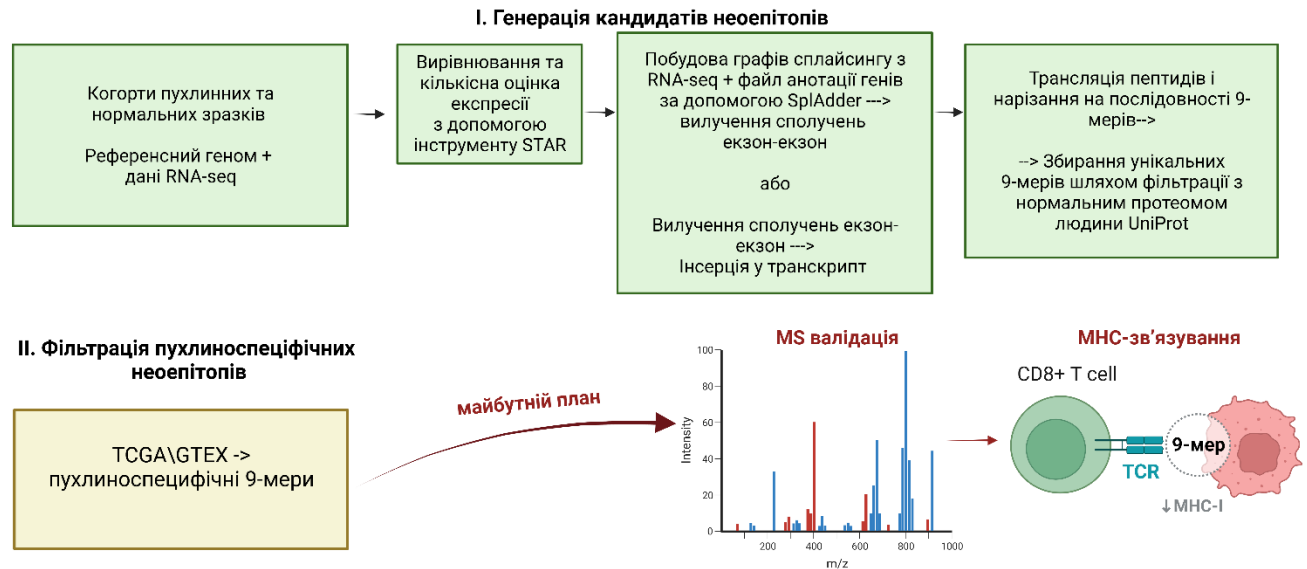 I. Генерація кандидатів неоепітопів
Когорти пухлинних та
нормальних зразків
Референсний геном +
дані RNA-seq
Вирівнювання та
кількісна оцінка
експресії
з допомогою
інструменту STAR
Побудова графів сплайсингу з
RNA-seq + файл анотації генів
за допомогою SplAdder --->
вилучення сполучень
екзон-екзон
або
Вилучення сполучень екзон-
екзон --->
Інсерція у транскрипт
Трансляція пептидів і
нарізання на послідовності 9-
мерів-->
--> Збирання унікальних
9-мерів шляхом фільтрації з
нормальним протеомом
людини UniProt
II. Фільтрація пухлиноспеціфічних
неоепітопів
TCGA\GTEX ->
пухлиноспецифічні 9-мери
майбутній план
MS валідація
100
80
60
40
20
0
Intensity
200
400
600
800
1000
m/z
МНС-зв’язування
CD8+ T cell
TCR
9-мер
↓MHC-I